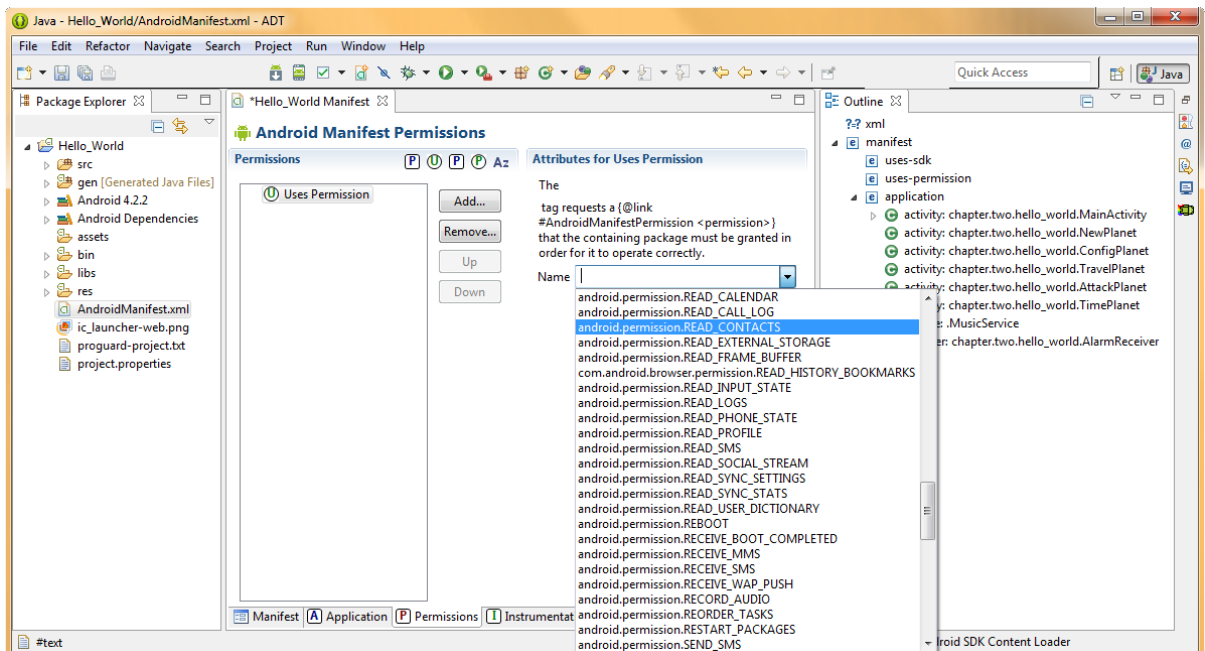 Java - Hello_World/AndroidManifest.xml - ADT
File Edit Refactor Navigate Search Project Run Window Help
Quick Access
Java
Package Explorer
Hello_World
src
gen [Generated Java Files]
Android 4.2.2
Android Dependencies
assets
bin
libs
res
AndroidManifest.xml
ic_launcher-web.png
proguard-project.txt
project.properties
*Hello_World Manifest
Android Manifest Permissions
Permissions
P U P P Az
U Uses Permission
Add...
Remove...
Up
Down
Attributes for Uses Permission
The
tag requests a {@link
#AndroidManifestPermission <permission>}
that the containing package must be granted in
order for it to operate correctly.
Name
android.permission.READ_CALENDAR
android.permission.READ_CALL_LOG
android.permission.READ_CONTACTS
android.permission.READ_EXTERNAL_STORAGE
android.permission.READ_FRAME_BUFFER
com.android.browser.permission.READ_HISTORY_BOOKMARKS
android.permission.READ_INPUT_STATE
android.permission.READ_LOGS
android.permission.READ_PHONE_STATE
android.permission.READ_PROFILE
android.permission.READ_SMS
android.permission.READ_SOCIAL_STREAM
android.permission.READ_SYNC_SETTINGS
android.permission.READ_SYNC_STATS
android.permission.READ_USER_DICTIONARY
android.permission.REBOOT
android.permission.RECEIVE_BOOT_COMPLETED
android.permission.RECEIVE_MMS
android.permission.RECEIVE_SMS
android.permission.RECEIVE_WAP_PUSH
android.permission.RECORD_AUDIO
android.permission.REORDER_TASKS
android.permission.RESTART_PACKAGES
android.permission.SEND_SMS
Manifest A Application P Permissions I Instrumentat
Outline
?=? xml
e manifest
e uses-sdk
e uses-permission
e application
activity: chapter.two.hello_world.MainActivity
activity: chapter.two.hello_world.NewPlanet
activity: chapter.two.hello_world.ConfigPlanet
activity: chapter.two.hello_world.TravelPlanet
activity: chapter.two.hello_world.AttackPlanet
y: chapter.two.hello_world.TimePlanet
e: .MusicService
er: chapter.two.hello_world.AlarmReceiver
#text
droid SDK Content Loader